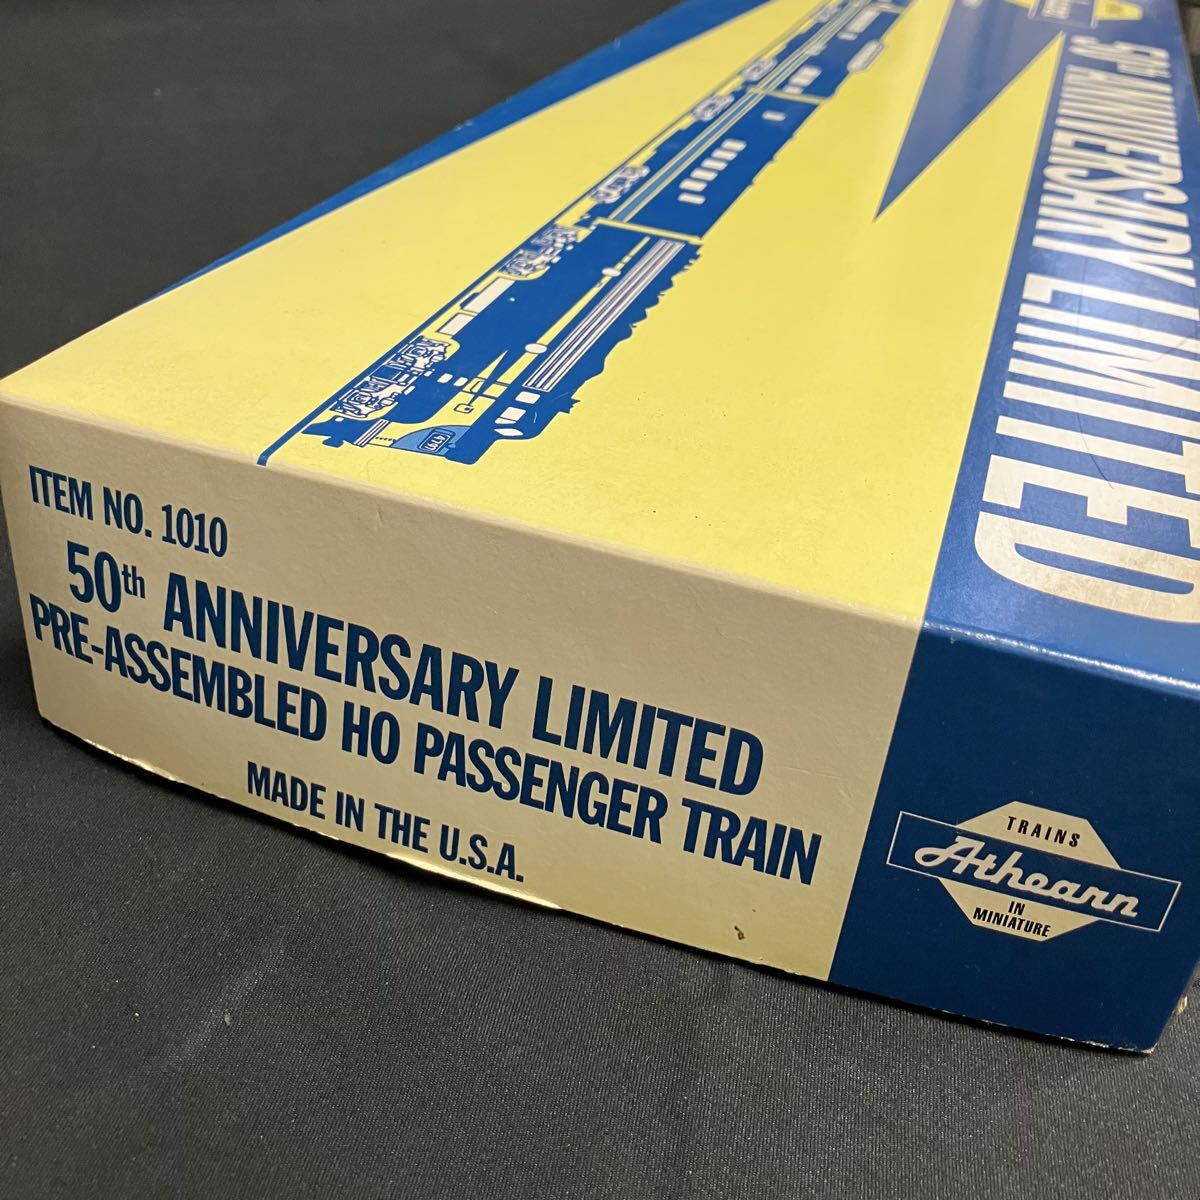 50th ANNIVERSARY LIMITED
ITEM NO. 1010
50th ANNIVERSARY LIMITED
PRE-ASSEMBLED HO PASSENGER TRAIN
MADE IN THE U.S.A.
TRAINS
Athearn
IN
MINIATURE